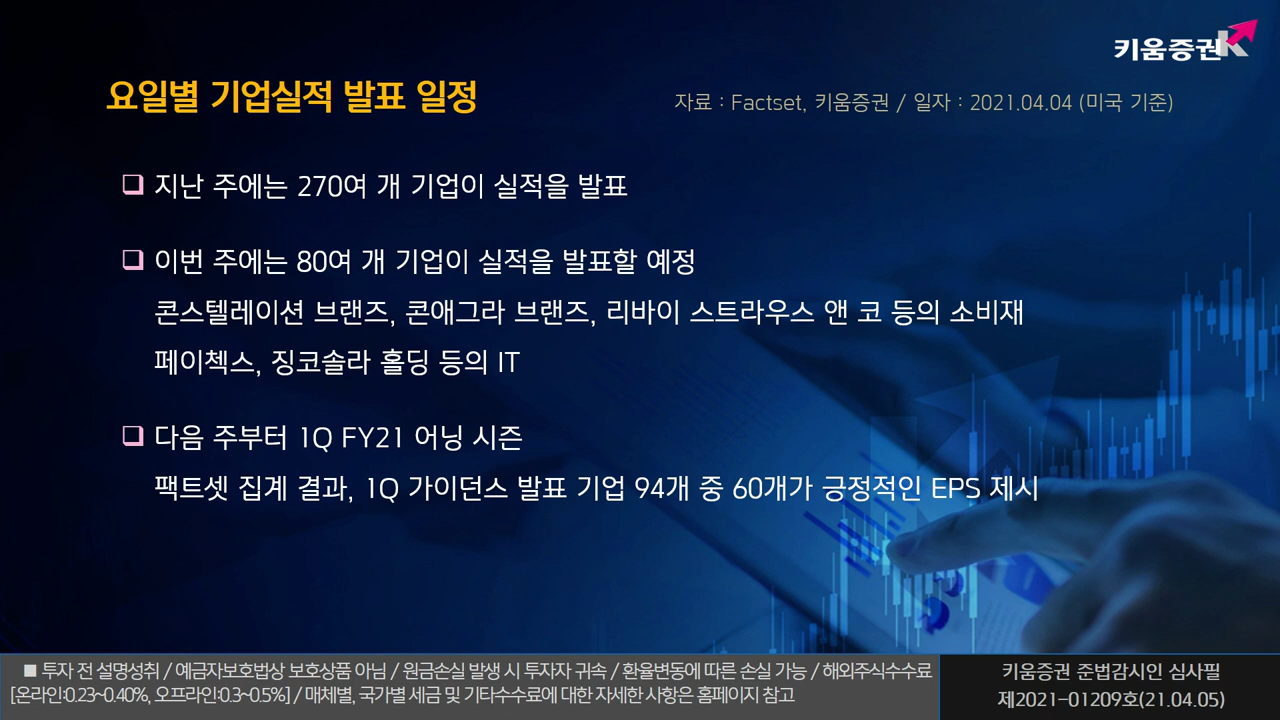 키움증권
요일별 기업실적 발표 일정
자료 : Factset, 키움증권 / 일자 : 2021.04.04 (미국 기준)
❑ 지난 주에는 270여 개 기업이 실적을 발표
❑ 이번 주에는 80여 개 기업이 실적을 발표할 예정
콘스텔레이션 브랜즈, 콘애그라 브랜즈, 리바이 스트라우스 앤 코 등의 소비재
페이첵스, 징코솔라 홀딩 등의 IT
❑ 다음 주부터 1Q FY21 어닝 시즌
팩트셋 집계 결과, 1Q 가이던스 발표 기업 94개 중 60개가 긍정적인 EPS 제시
■ 투자 전 설명성취 / 예금자보호법상 보호상품 아님 / 원금손실 발생 시 투자자 귀속 / 환율변동에 따른 손실 가능 / 해외주식수수료
[온라인:0.23~0.40%, 오프라인:0.3~0.5%] / 매체별, 국가별 세금 및 기타수수료에 대한 자세한 사항은 홈페이지 참고
키움증권 준법감시인 심사필
제2021-01209호(21.04.05)